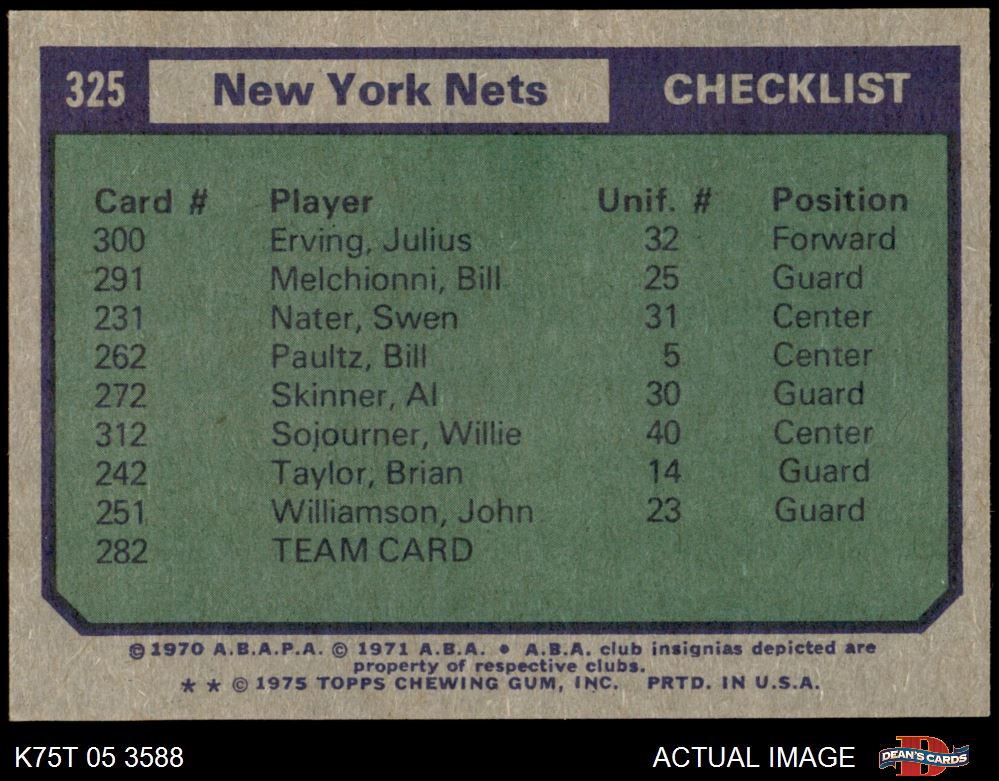 325 New York Nets CHECKLIST
Card # Player Unif. # Position
300 Erving, Julius 32 Forward
291 Melchionni, Bill 25 Guard
231 Nater, Swen 31 Center
262 Paultz, Bill 5 Center
272 Skinner, Al 30 Guard
312 Sojourner, Willie 40 Center
242 Taylor, Brian 14 Guard
251 Williamson, John 23 Guard
282 TEAM CARD
© 1970 A.B.A.P.A. © 1971 A.B.A. • A.B.A. club insignias depicted are
property of respective clubs.
★ ★ © 1975 TOPPS CHEWING GUM, INC. PRTD. IN U.S.A.
K75T 05 3588 ACTUAL IMAGE DEAN'S CARDS